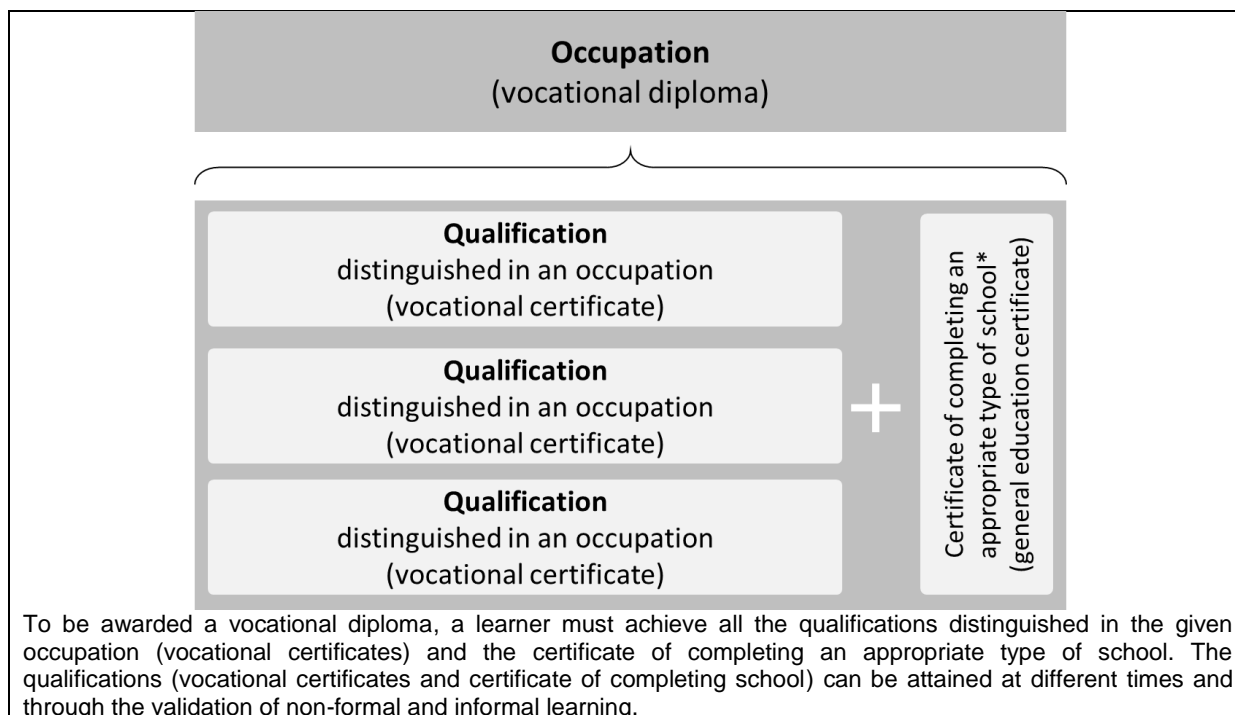 Occupation
(vocational diploma)
Qualification
distinguished in an occupation
(vocational certificate)
Qualification
distinguished in an occupation
(vocational certificate)
Qualification
distinguished in an occupation
(vocational certificate)
+
Certificate of completing an
appropriate type of school*
(general education certificate)
To be awarded a vocational diploma, a learner must achieve all the qualifications distinguished in the given
occupation (vocational certificates) and the certificate of completing an appropriate type of school. The
qualifications (vocational certificates and certificate of completing school) can be attained at different times and
through the validation of non-formal and informal learning.